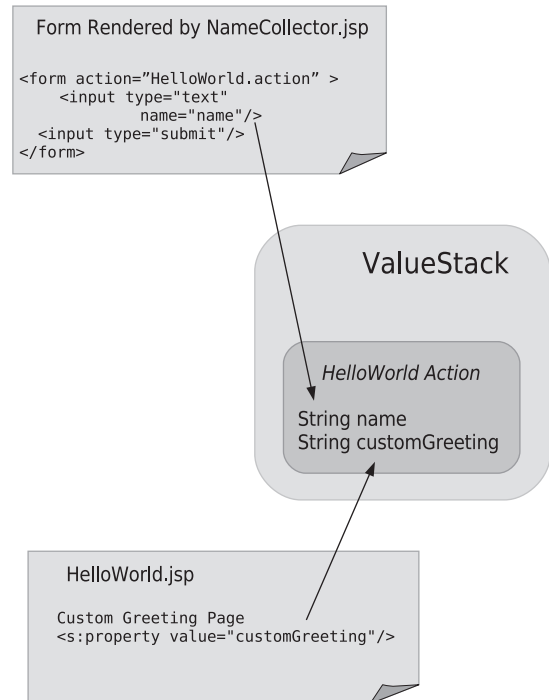 Form Rendered by NameCollector.jsp
<form action=”HelloWorld.action” >
<input type="text"
name="name"/>
<input type="submit"/>
</form>
ValueStack
HelloWorld Action
String name
String customGreeting
HelloWorld.jsp
Custom Greeting Page
<s:property value="customGreeting"/>